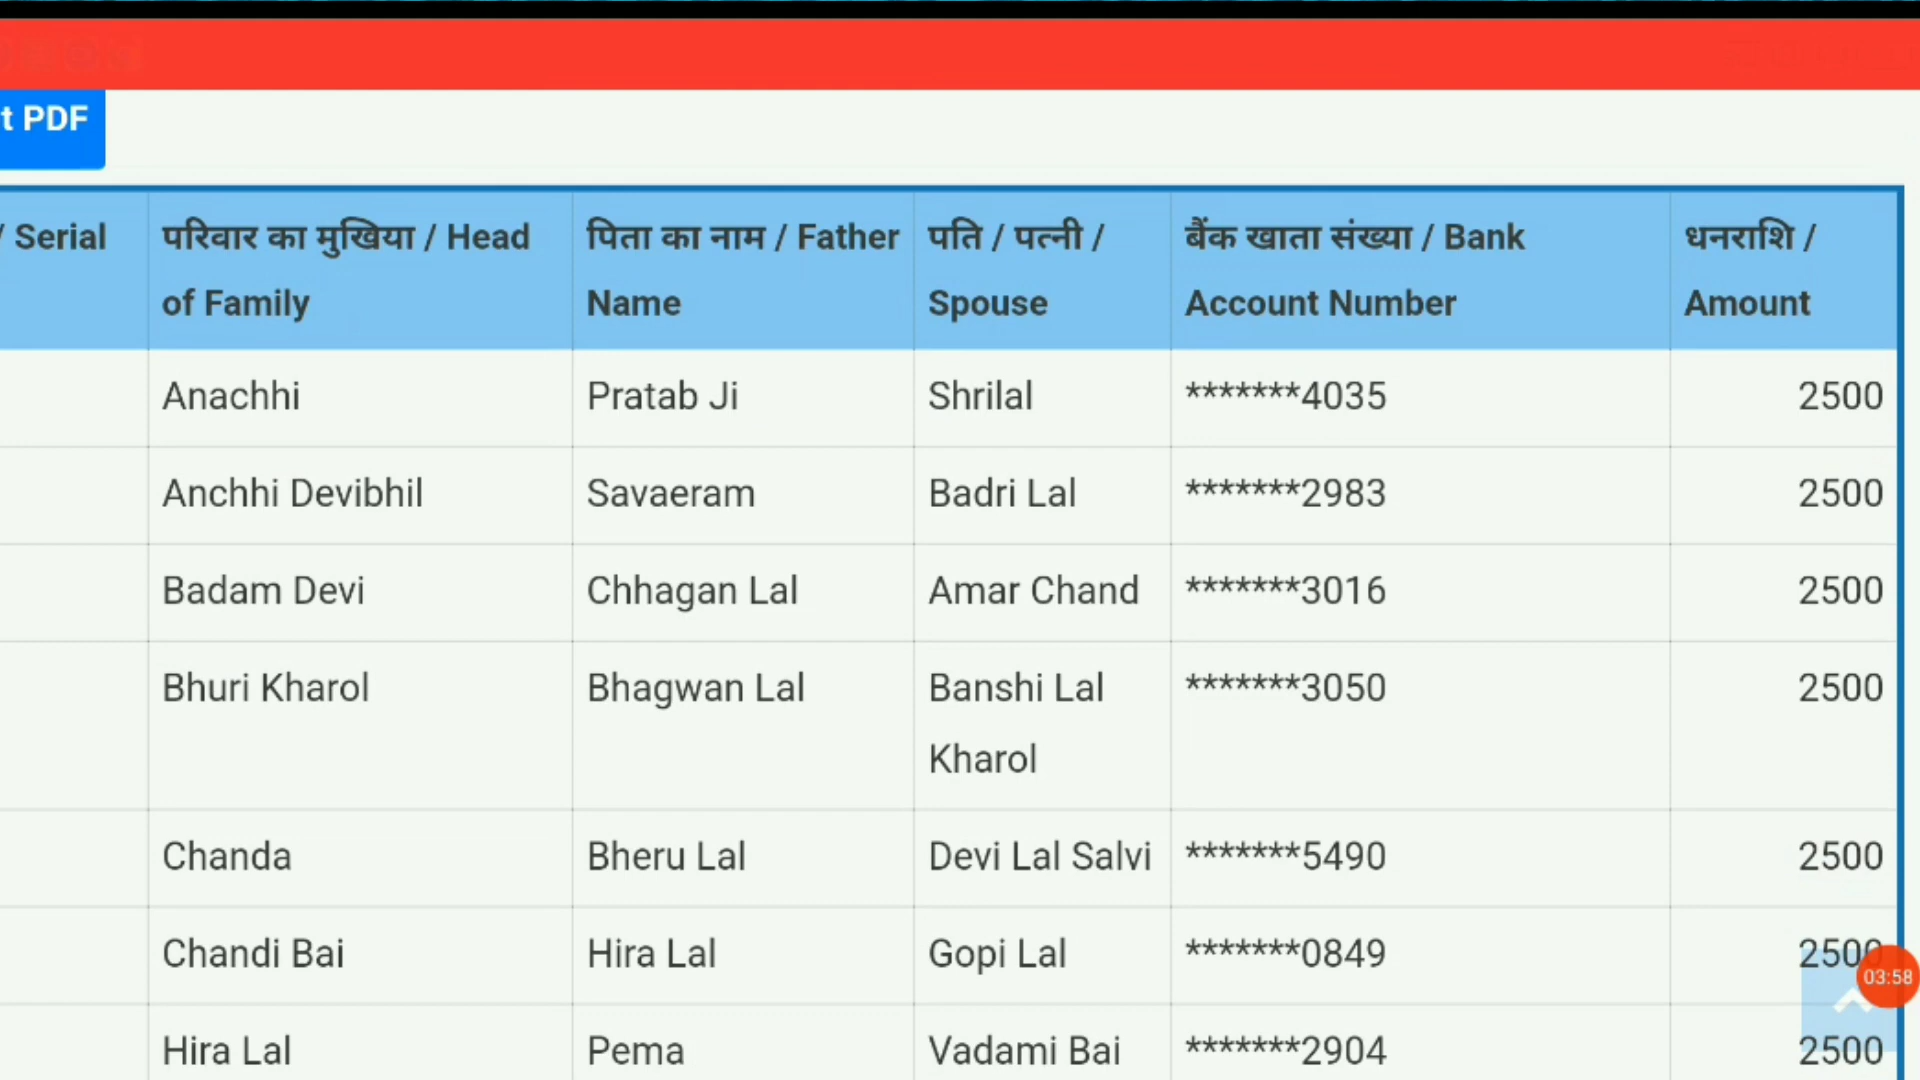 t PDF
/ Serial परिवार का मुखिया / Head पिता का नाम / Father पति / पत्नी / बैंक खाता संख्या / Bank धनराशि /
of Family Name Spouse Account Number Amount
Anachhi Pratab Ji Shrilal *******4035 2500
Anchhi Devibhil Savaeram Badri Lal *******2983 2500
Badam Devi Chhagan Lal Amar Chand *******3016 2500
Bhuri Kharol Bhagwan Lal Banshi Lal *******3050 2500
Kharol
Chanda Bheru Lal Devi Lal Salvi *******5490 2500
Chandi Bai Hira Lal Gopi Lal *******0849 2500
03:58
Hira Lal Pema Vadami Bai *******2904 2500